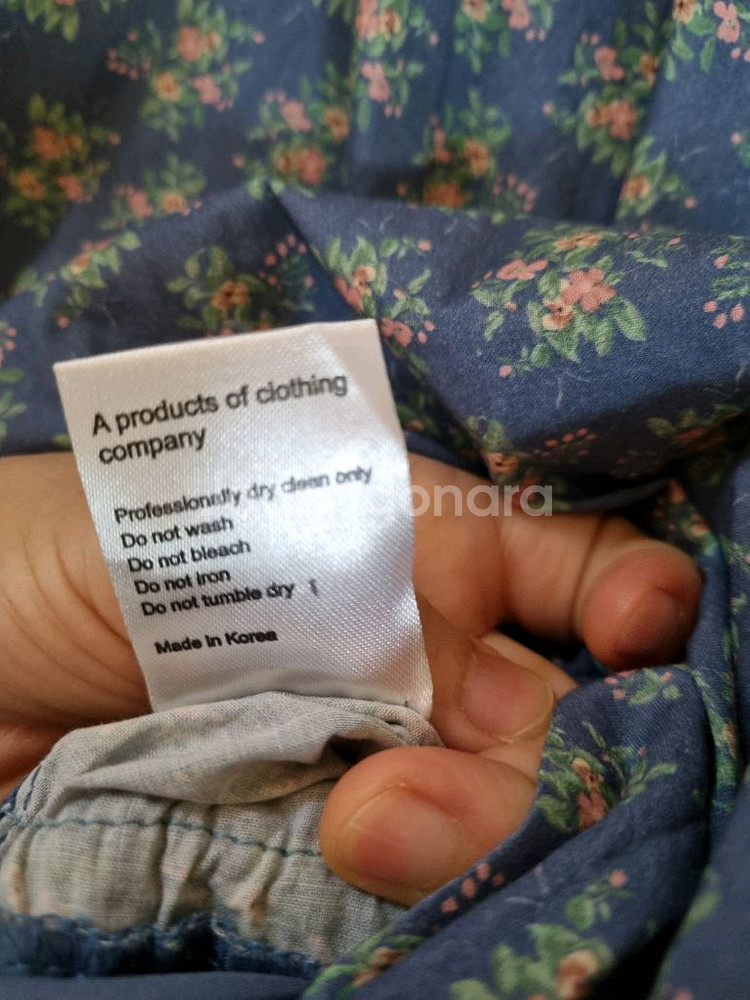 A products of clothing
company
Professionally dry clean only
Do not wash
Do not bleach
Do not iron
Do not tumble dry
Made in Korea